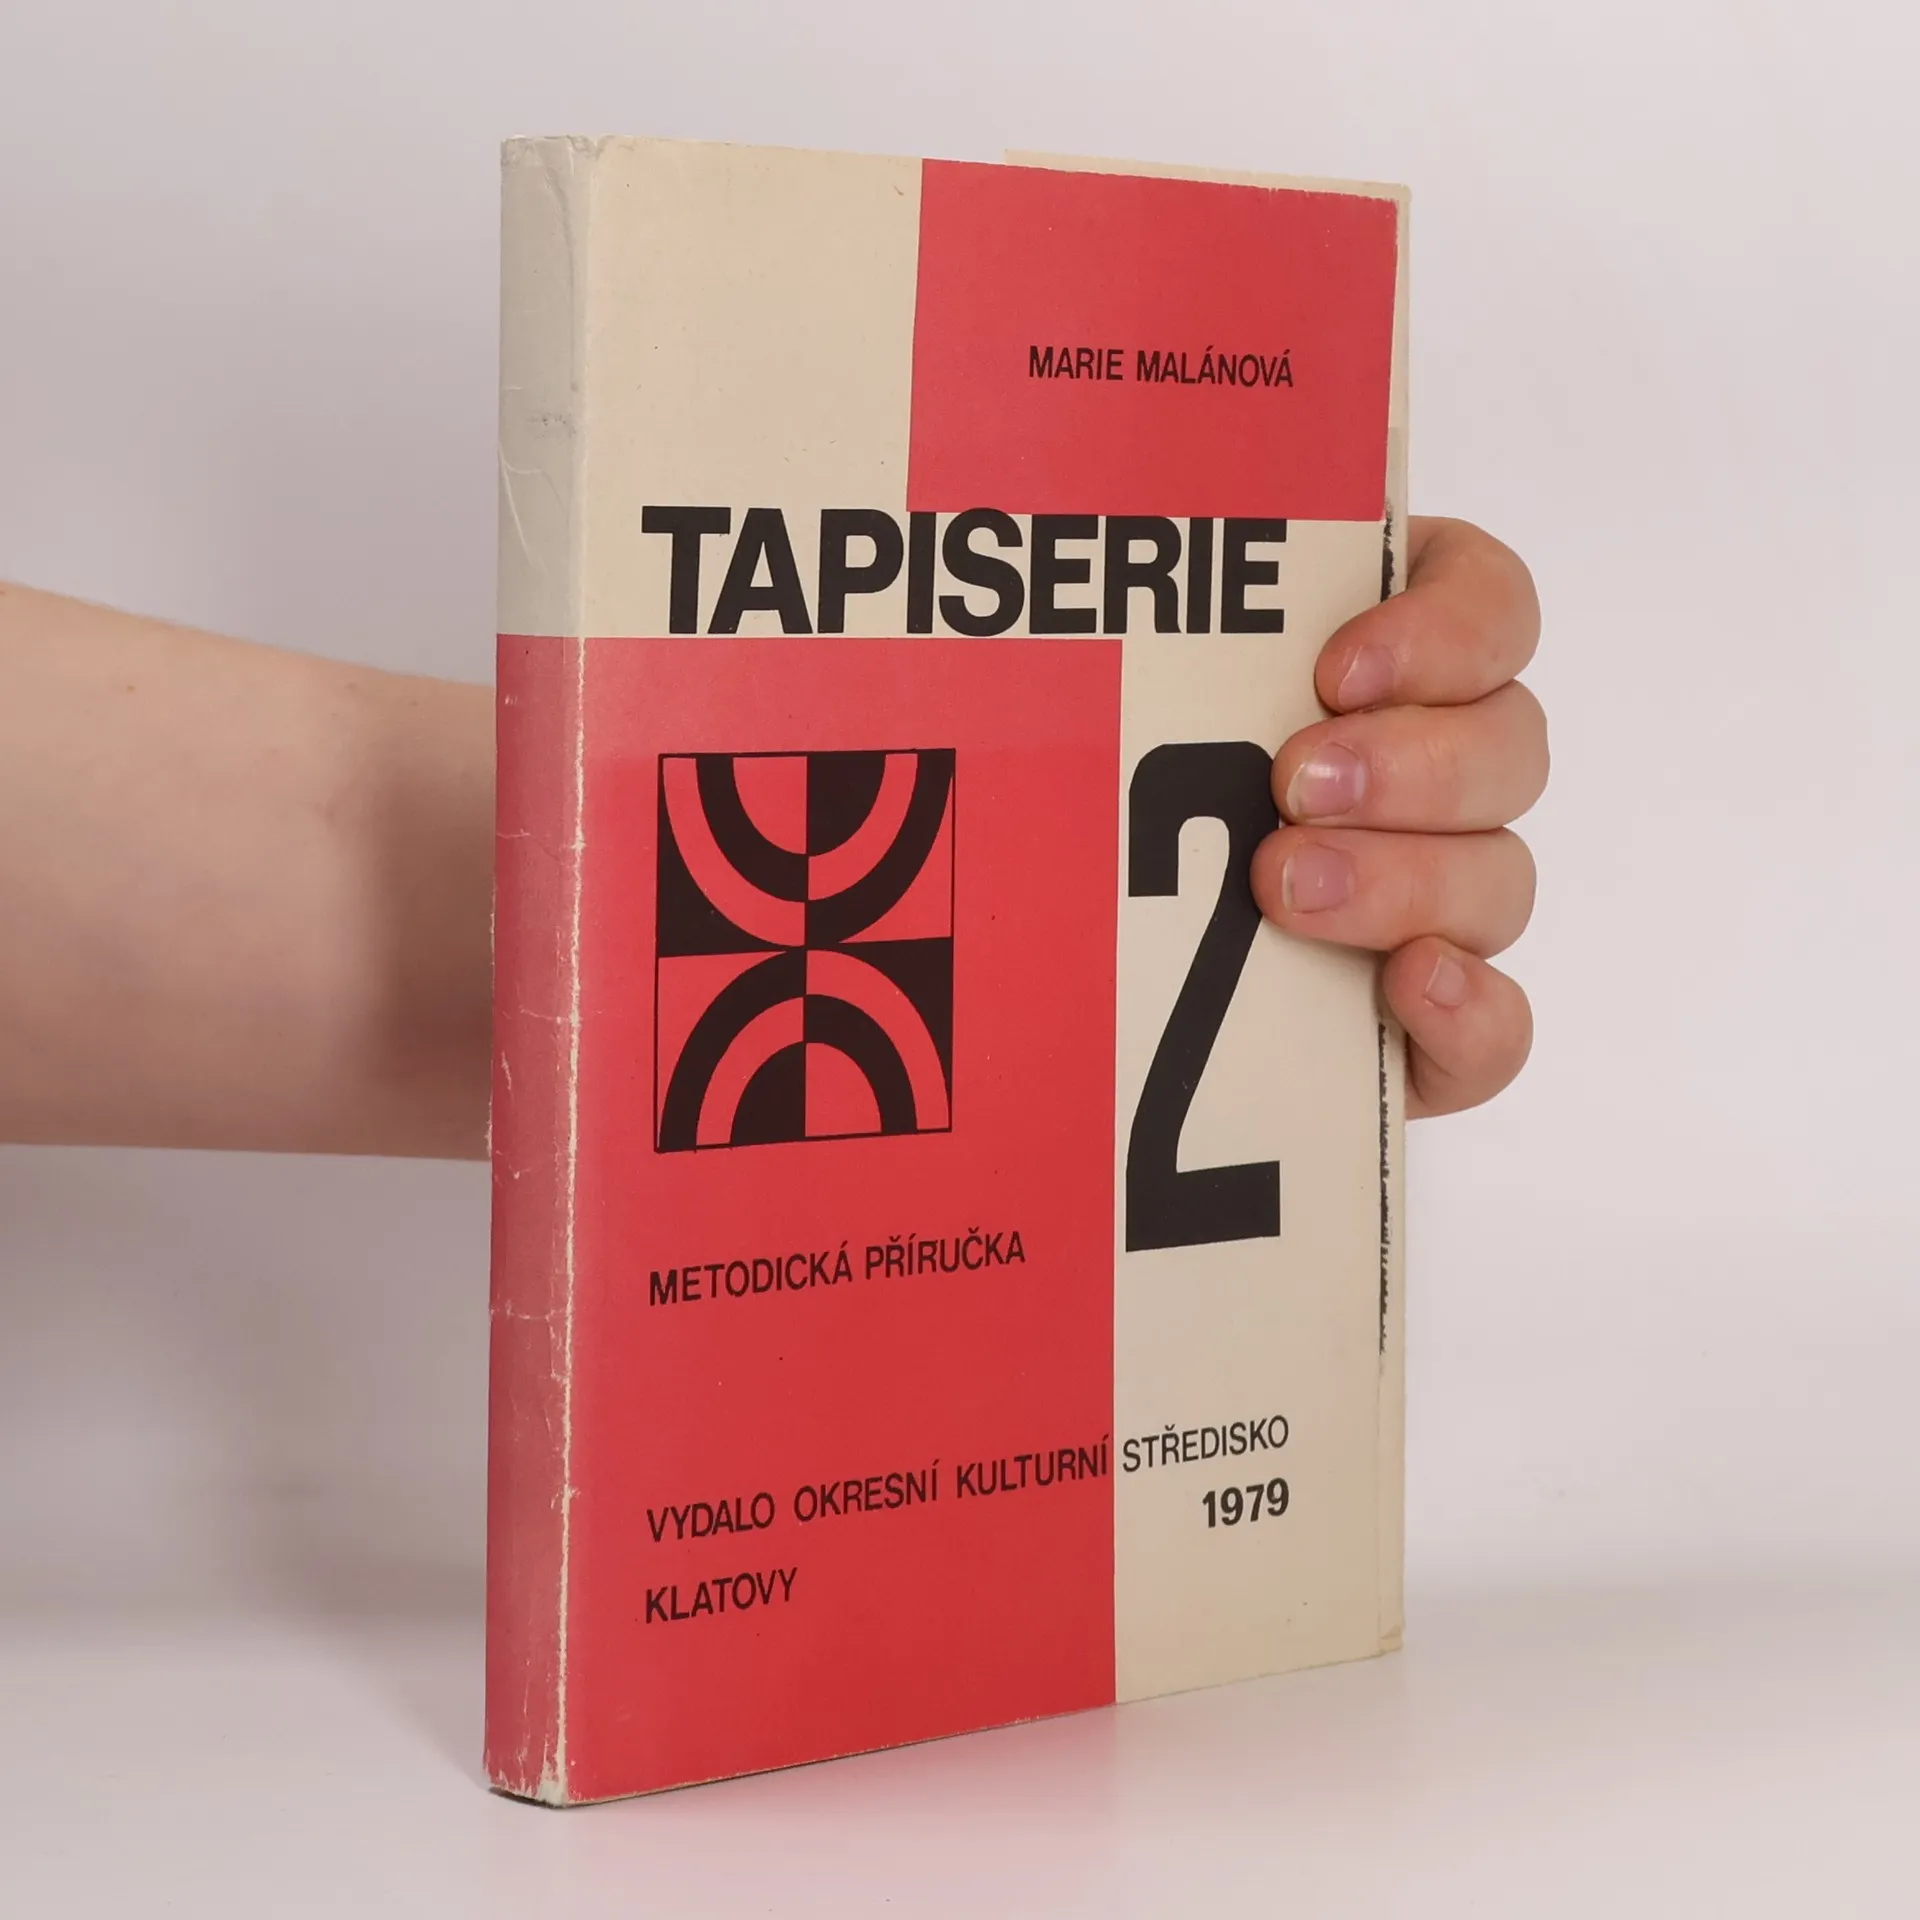 MARIE MALÁNOVÁ
TAPISERIE
2
METODICKÁ PŘÍRUČKA
VYDALO OKRESNÍ KULTURNÍ STŘEDISKO
1979
KLATOVY